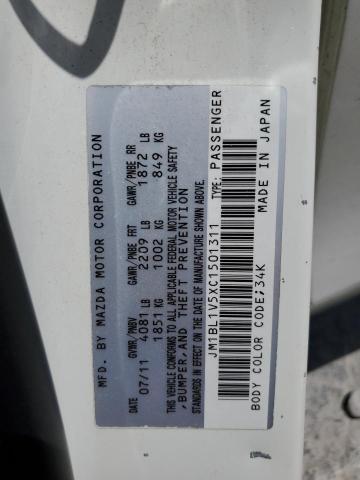 MFD. BY MAZDA MOTOR CORPORATION
DATE GVWR/PNBV GAWR/PNBE FRT GAWR/PNBE RR
07/11 4081 LB 2209 LB 1872 LB
1851 KG 1002 KG 849 KG
THIS VEHICLE CONFORMS TO ALL APPLICABLE FEDERAL MOTOR VEHICLE SAFETY
,BUMPER,AND THEFT PREVENTION
STANDARDS IN EFFECT ON THE DATE OF MANUFACTURE SHOWN ABOVE.
JM1BL1V5XC1501311 TYPE: PASSENGER
BODY COLOR CODE;34K MADE IN JAPAN